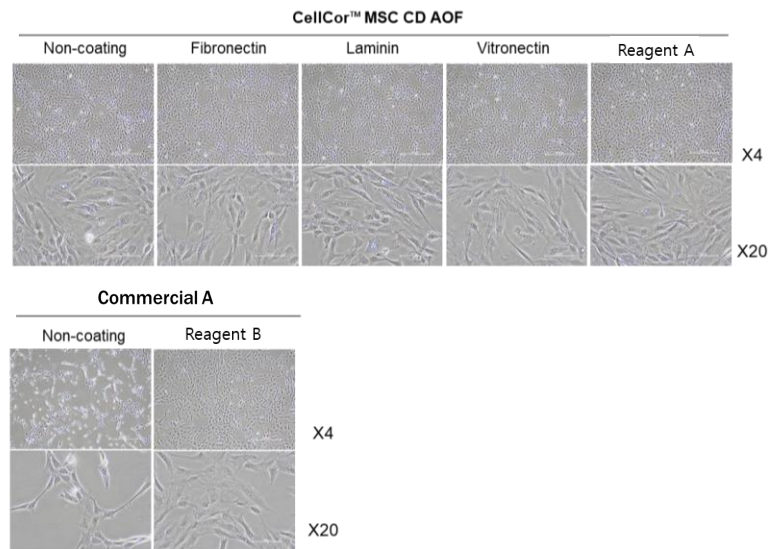 CellCor™ MSC CD AOF
Non-coating Fibronectin Laminin Vitronectin Reagent A
X4
X20
Commercial A
Non-coating Reagent B
X4
X20